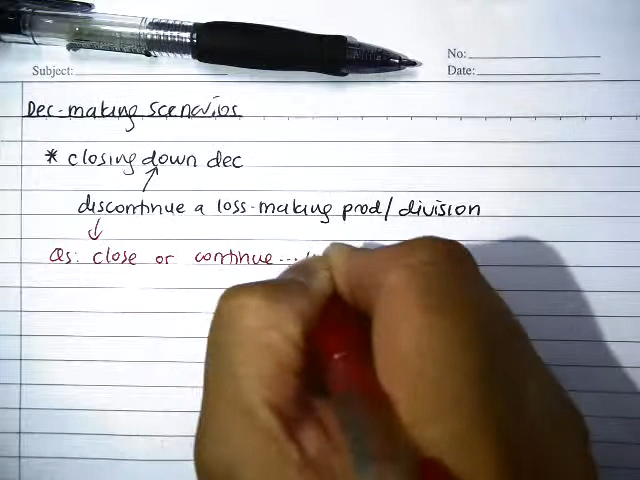 No:
Subject: Date:
Dec-making scenarios
* closing down dec
discontinue a loss-making prod/division
Qs: close or continue...